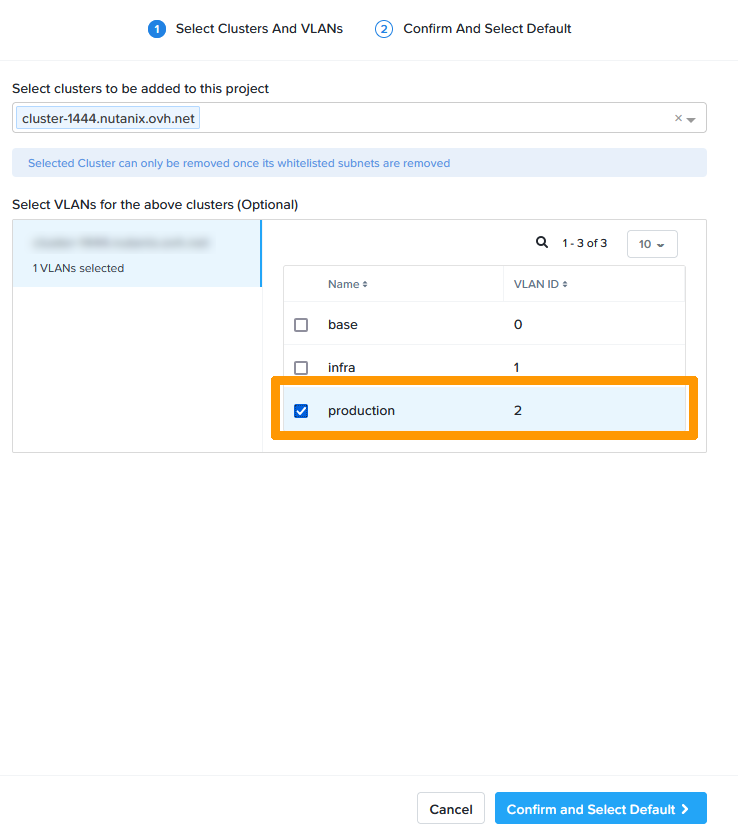 1 Select Clusters And VLANs 2 Confirm And Select Default
Select clusters to be added to this project
cluster-1444.nutanix.ovh.net
Selected Cluster can only be removed once its whitelisted subnets are removed
Select VLANs for the above clusters (Optional)
1 VLANs selected
1 - 3 of 3 10
Name VLAN ID
base 0
infra 1
production 2
Cancel Confirm and Select Default